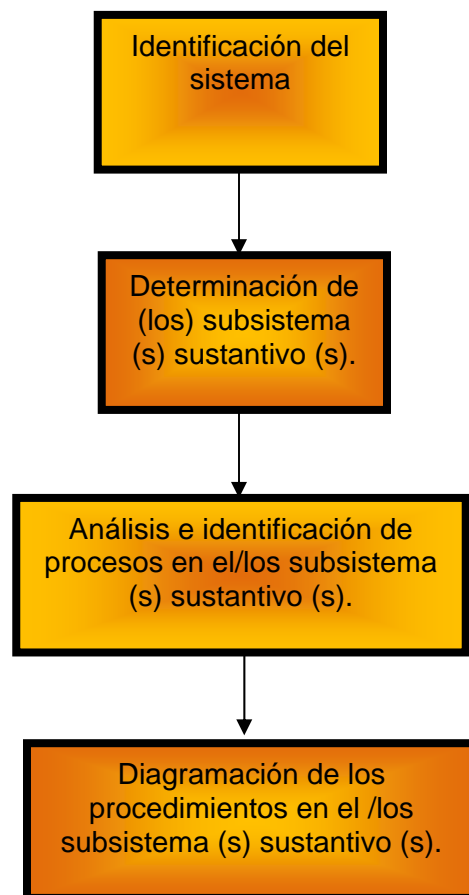 Identificación del
sistema
Determinación de
(los) subsistema
(s) sustantivo (s).
Análisis e identificación de
procesos en el/los subsistema
(s) sustantivo (s).
Diagramación de los
procedimientos en el /los
subsistema (s) sustantivo (s).